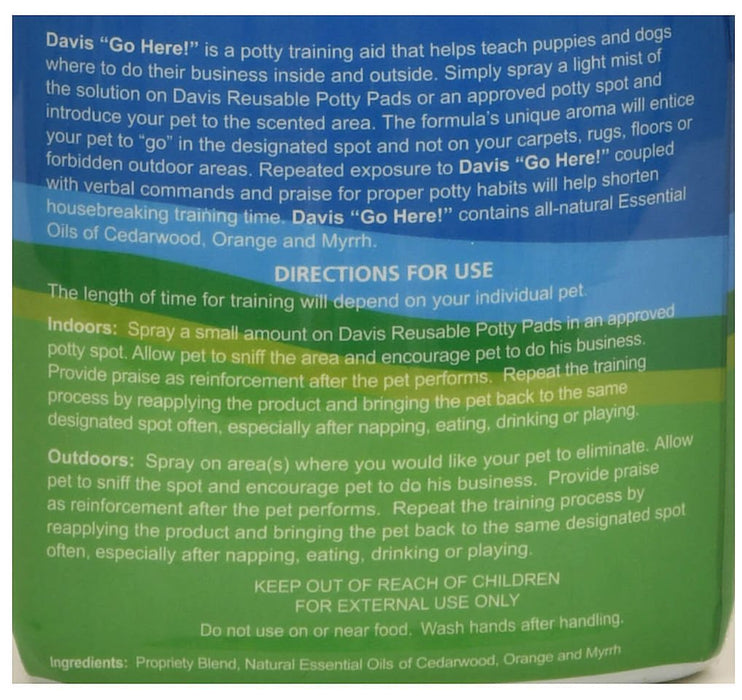 Davis “Go Here!” is a potty training aid that helps teach puppies and dogs
where to do their business inside and outside. Simply spray a light mist of
the solution on Davis Reusable Potty Pads or an approved potty spot and
introduce your pet to the scented area. The formula’s unique aroma will entice
your pet to “go” in the designated spot and not on your carpets, rugs, floors or
forbidden outdoor areas. Repeated exposure to Davis “Go Here!” coupled
with verbal commands and praise for proper potty habits will help shorten
housebreaking training time. Davis “Go Here!” contains all-natural Essential
Oils of Cedarwood, Orange and Myrrh.
DIRECTIONS FOR USE
The length of time for training will depend on your individual pet.
Indoors: Spray a small amount on Davis Reusable Potty Pads in an approved
potty spot. Allow pet to sniff the area and encourage pet to do his business.
Provide praise as reinforcement after the pet performs. Repeat the training
process by reapplying the product and bringing the pet back to the same
designated spot often, especially after napping, eating, drinking or playing.
Outdoors: Spray on area(s) where you would like your pet to eliminate. Allow
pet to sniff the spot and encourage pet to do his business. Provide praise
as reinforcement after the pet performs. Repeat the training process by
reapplying the product and bringing the pet back to the same designated spot
often, especially after napping, eating, drinking or playing.
KEEP OUT OF REACH OF CHILDREN
FOR EXTERNAL USE ONLY
Do not use on or near food. Wash hands after handling.
Ingredients: Propriety Blend, Natural Essential Oils of Cedarwood, Orange and Myrrh